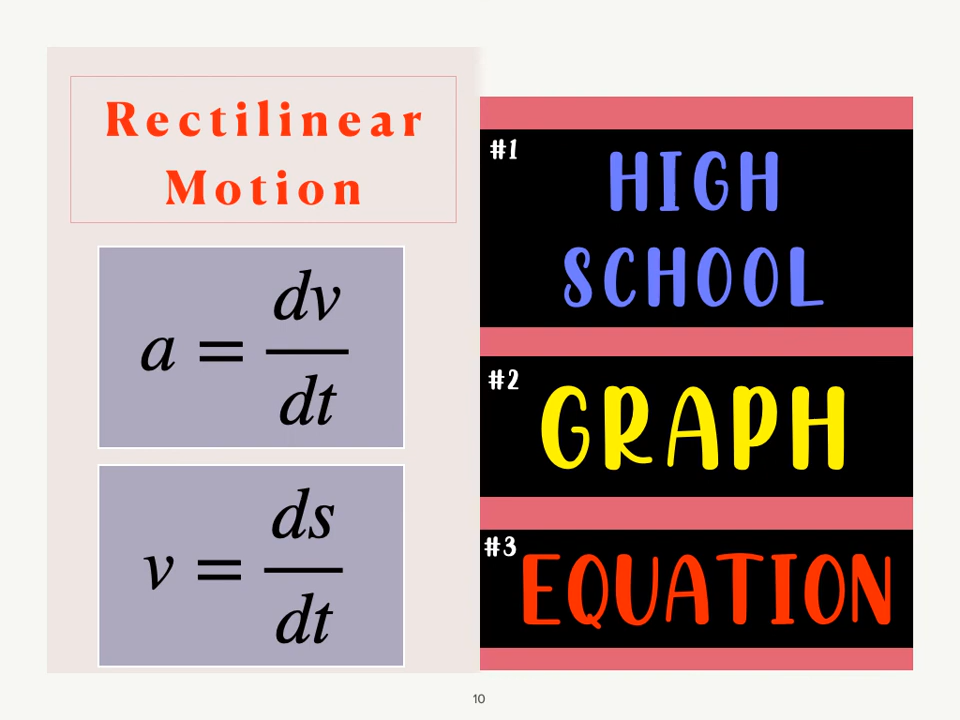 Rectilinear
Motion
a = dv/dt
v = ds/dt
#1
HIGH
SCHOOL
#2
GRAPH
#3
EQUATION
10